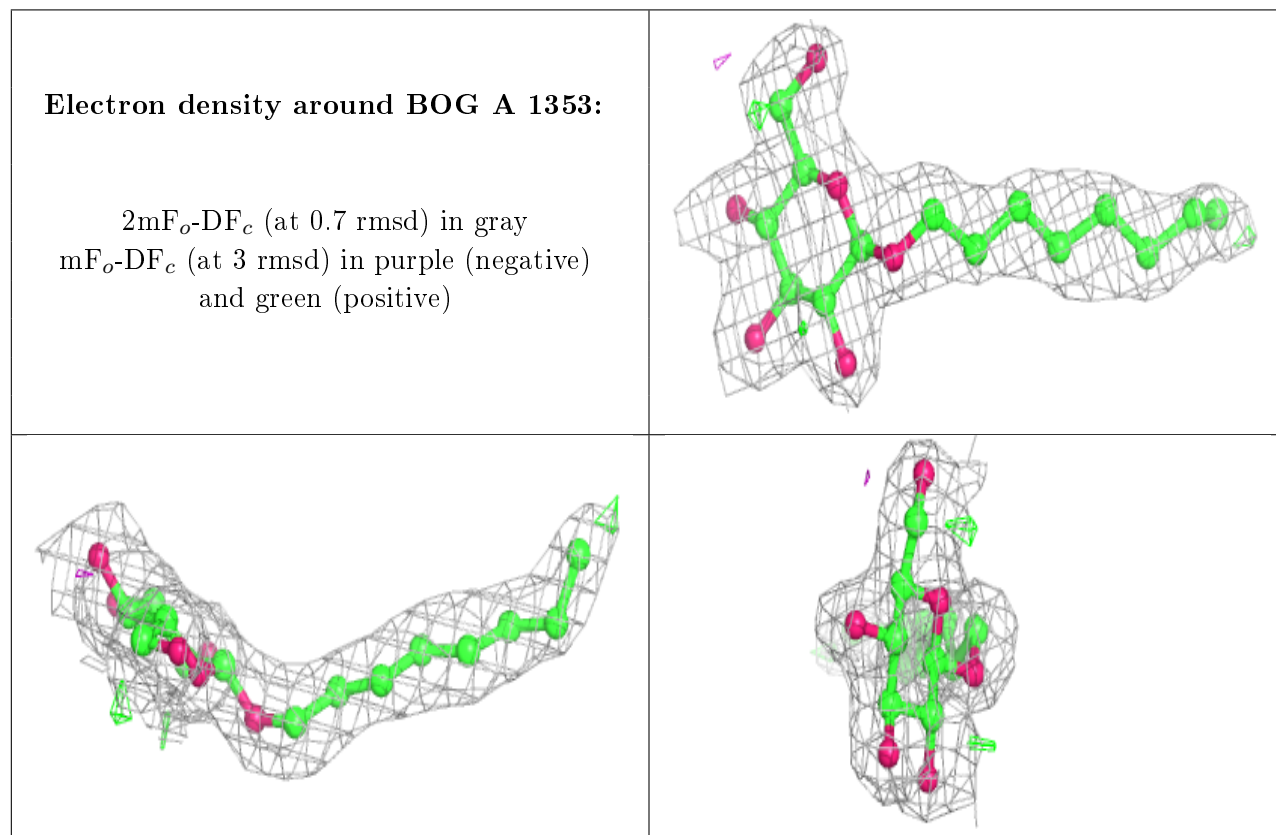 Electron density around BOG A 1353:
2mFₒ-DF𝒸 (at 0.7 rmsd) in gray
mFₒ-DF𝒸 (at 3 rmsd) in purple (negative)
and green (positive)